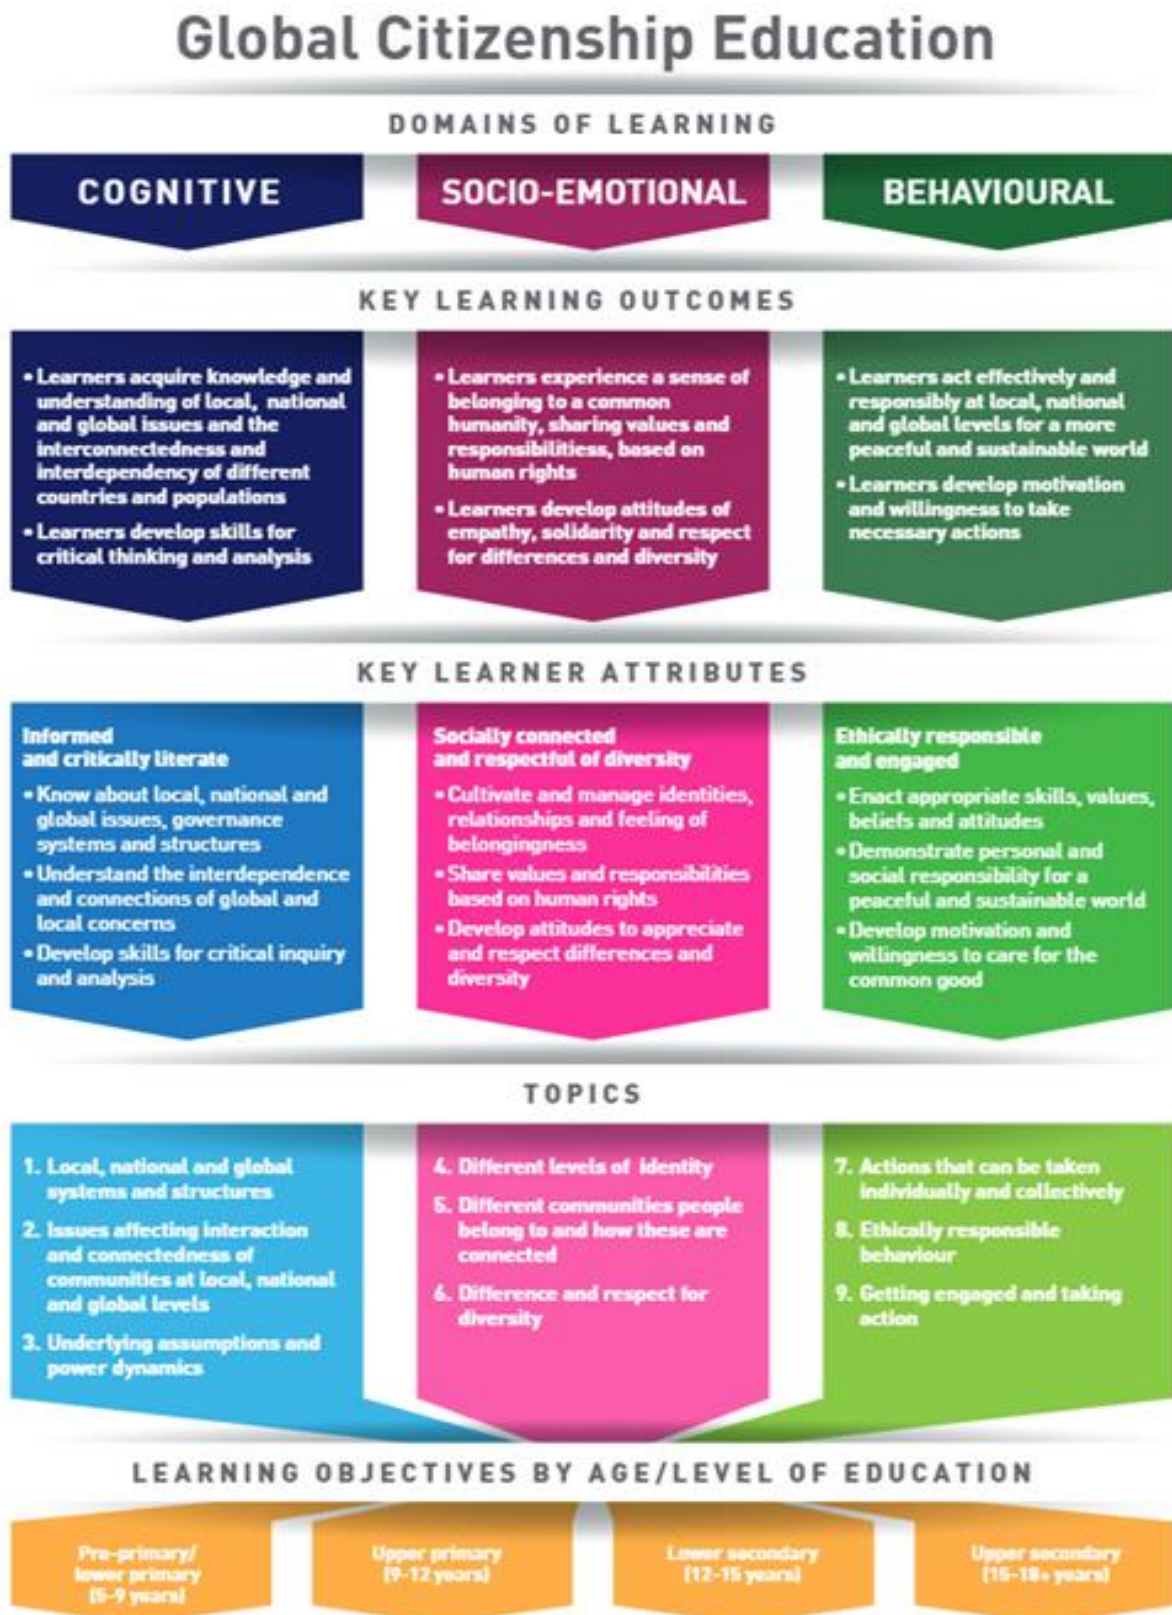 Global Citizenship Education
DOMAINS OF LEARNING
COGNITIVE
SOCIO-EMOTIONAL
BEHAVIOURAL
KEY LEARNING OUTCOMES
• Learners acquire knowledge and
understanding of local, national
and global issues and the
interconnectedness and
interdependency of different
countries and populations
• Learners develop skills for
critical thinking and analysis
• Learners experience a sense of
belonging to a common
humanity, sharing values and
responsibilitiess, based on
human rights
• Learners develop attitudes of
empathy, solidarity and respect
for differences and diversity
• Learners act effectively and
responsibly at local, national
and global levels for a more
peaceful and sustainable world
• Learners develop motivation
and willingness to take
necessary actions
KEY LEARNER ATTRIBUTES
Informed
and critically literate
• Know about local, national and
global issues, governance
systems and structures
• Understand the interdependence
and connections of global and
local concerns
• Develop skills for critical inquiry
and analysis
Socially connected
and respectful of diversity
• Cultivate and manage identities,
relationships and feeling of
belongingness
• Share values and responsibilities
based on human rights
• Develop attitudes to appreciate
and respect differences and
diversity
Ethically responsible
and engaged
• Enact appropriate skills, values,
beliefs and attitudes
• Demonstrate personal and
social responsibility for a
peaceful and sustainable world
• Develop motivation and
willingness to care for the
common good
TOPICS
1. Local, national and global
systems and structures
2. Issues affecting interaction
and connectedness of
communities at local, national
and global levels
3. Underlying assumptions and
power dynamics
4. Different levels of Identity
5. Different communities people
belong to and how these are
connected
6. Difference and respect for
diversity
7. Actions that can be taken
individually and collectively
8. Ethically responsible
behaviour
9. Getting engaged and taking
action
LEARNING OBJECTIVES BY AGE/LEVEL OF EDUCATION
Pre-primary/
lower primary
(5-9 years)
Upper primary
(9-12 years)
Lower secondary
(12-15 years)
Upper secondary
(15-18+ years)